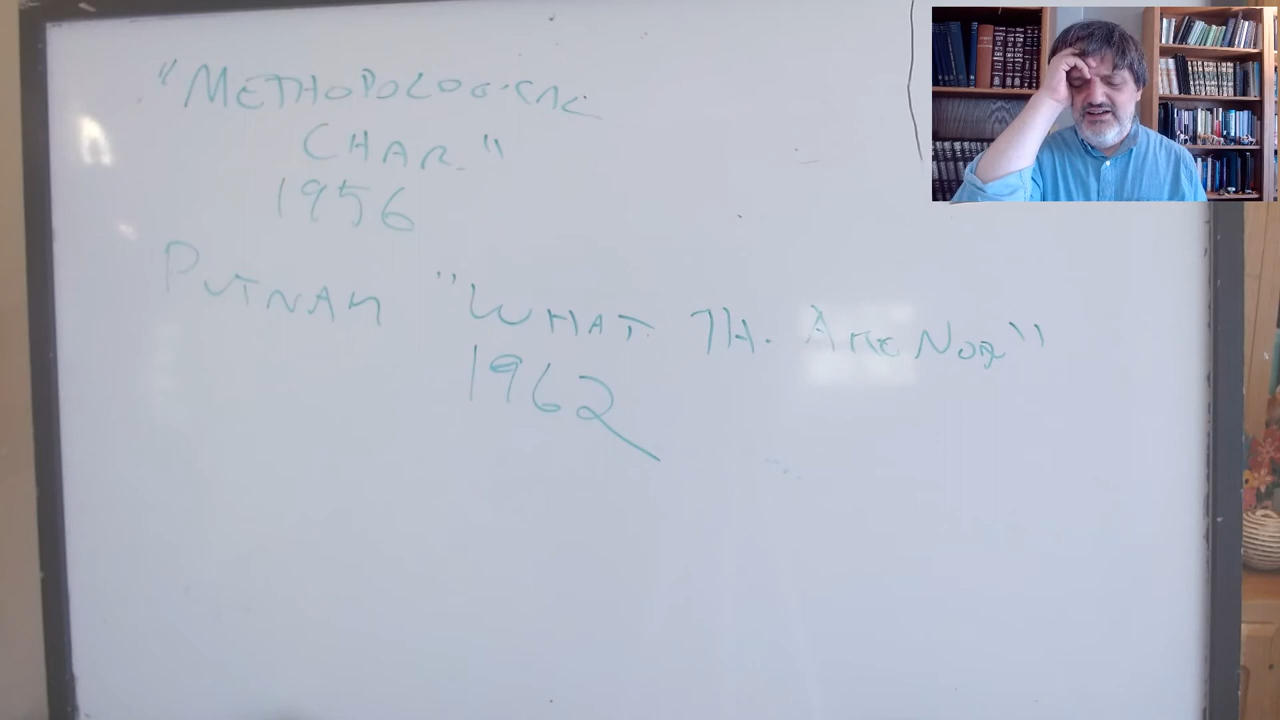 "METHODOLOGICAL
CHAR."
1956
PUTNAM "WHAT TH. ARE NOT"
1962